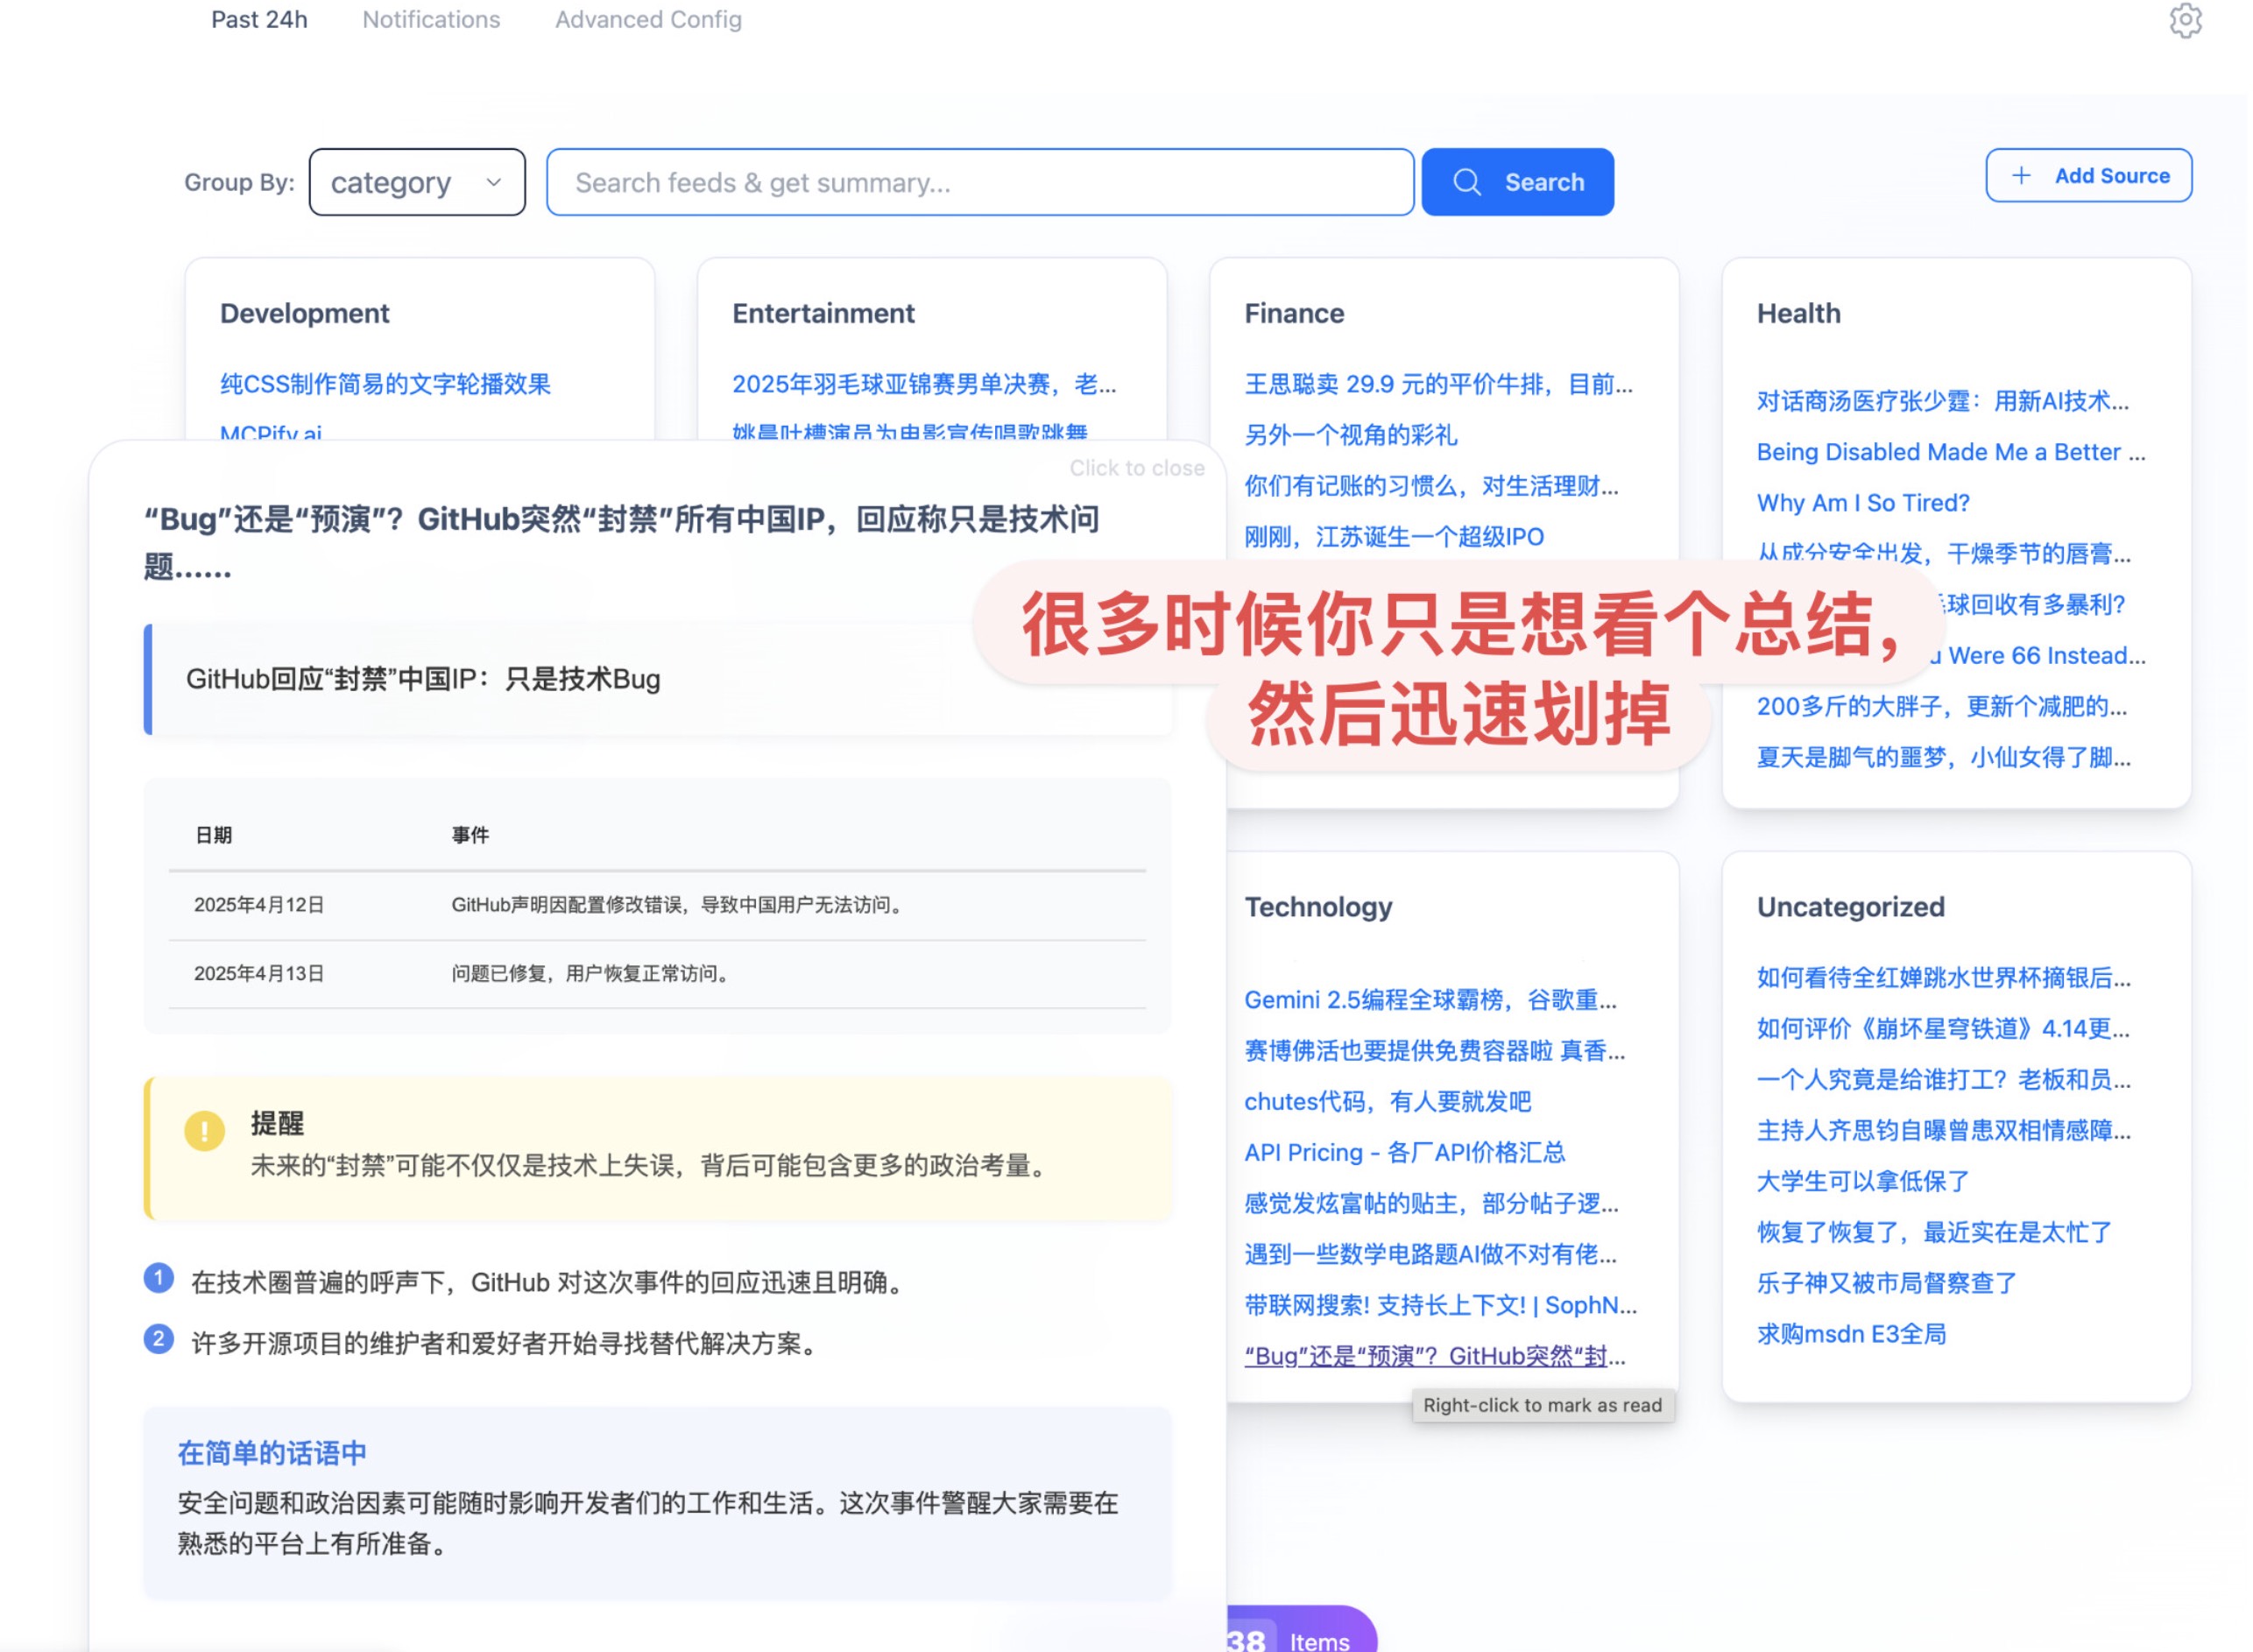 Past 24h
Notifications
Advanced Config
Group By:
category
Search feeds & get summary...
Search
Add Source
Development
纯CSS制作简易的文字轮播效果
MCPify.ai
Entertainment
2025年羽毛球亚锦赛男单决赛，老...
姚晨吐槽演员为电影宣传唱歌跳舞
Finance
王思聪卖 29.9 元的平价牛排，目前...
另外一个视角的彩礼
你们有记账的习惯么，对生活理财...
刚刚，江苏诞生一个超级IPO
Health
对话商汤医疗张少霆：用新AI技术...
Being Disabled Made Me a Better ...
Why Am I So Tired?
从成分安全出发，干燥季节的唇膏...
球回收有多暴利？
Were 66 Instead...
200多斤的大胖子，更新个减肥的...
夏天是脚气的噩梦，小仙女得了脚...
很多时候你只是想看个总结，
然后迅速划掉
Click to close
“Bug”还是“预演”？GitHub突然“封禁”所有中国IP，回应称只是技术问
题......
GitHub回应“封禁”中国IP：只是技术Bug
日期
事件
2025年4月12日
GitHub声明因配置修改错误，导致中国用户无法访问。
2025年4月13日
问题已修复，用户恢复正常访问。
提醒
未来的“封禁”可能不仅仅是技术上失误，背后可能包含更多的政治考量。
1 在技术圈普遍的呼声下，GitHub 对这次事件的回应迅速且明确。
2 许多开源项目的维护者和爱好者开始寻找替代解决方案。
在简单的话语中
安全问题和政治因素可能随时影响开发者们的工作和生活。这次事件警醒大家需要在
熟悉的平台上有所准备。
Technology
Gemini 2.5编程全球霸榜，谷歌重...
赛博佛活也要提供免费容器啦 真香...
chutes代码，有人要就发吧
API Pricing - 各厂API价格汇总
感觉发炫富帖的贴主，部分帖子逻...
遇到一些数学电路题AI做不对有佬...
带联网搜索! 支持长上下文! | SophN...
“Bug”还是“预演”？GitHub突然“封...
Right-click to mark as read
Uncategorized
如何看待全红婵跳水世界杯摘银后...
如何评价《崩坏星穹铁道》4.14更...
一个人究竟是给谁打工？老板和员...
主持人齐思钧自曝曾患双相情感障...
大学生可以拿低保了
恢复了恢复了，最近实在是太忙了
乐子神又被市局督察查了
求购msdn E3全局
38 Items